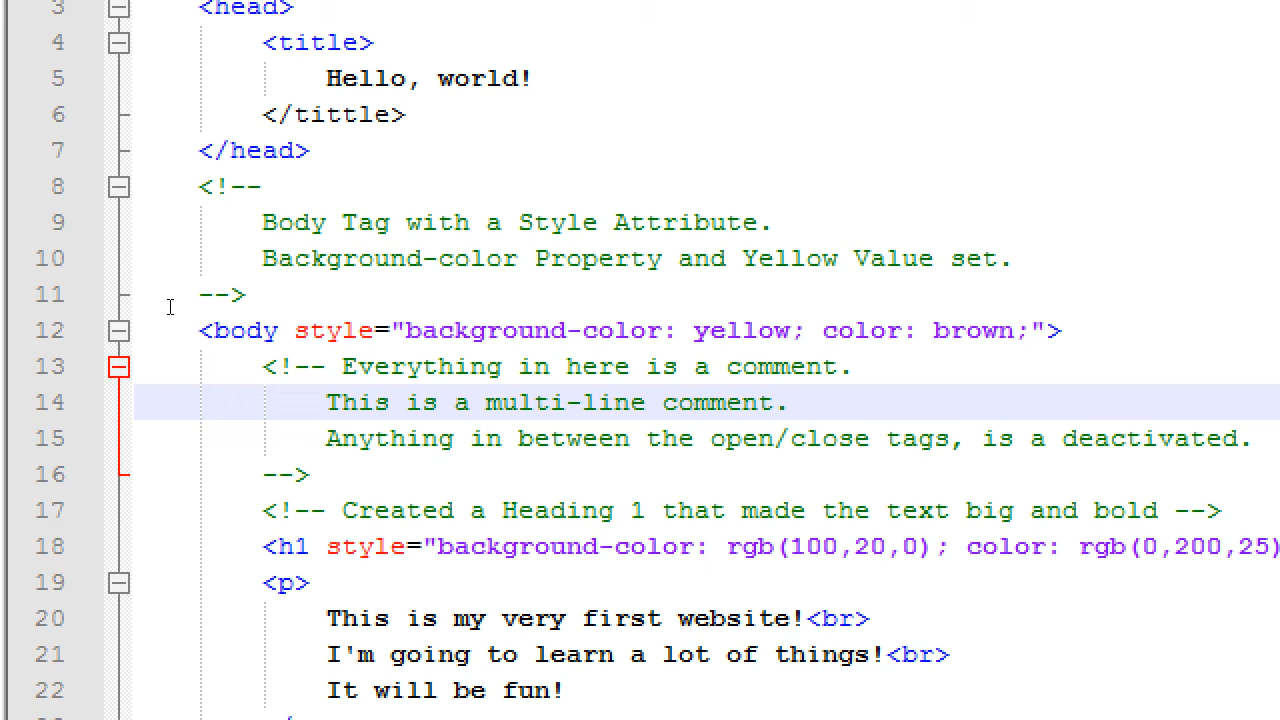 3 <head>
4 <title>
5 Hello, world!
6 </tittle>
7 </head>
8 <!--
9 Body Tag with a Style Attribute.
10 Background-color Property and Yellow Value set.
11 -->
12 <body style="background-color: yellow; color: brown;">
13 <!-- Everything in here is a comment.
14 This is a multi-line comment.
15 Anything in between the open/close tags, is a deactivated.
16 -->
17 <!-- Created a Heading 1 that made the text big and bold -->
18 <h1 style="background-color: rgb(100,20,0); color: rgb(0,200,25)
19 <p>
20 This is my very first website!<br>
21 I'm going to learn a lot of things!<br>
22 It will be fun!